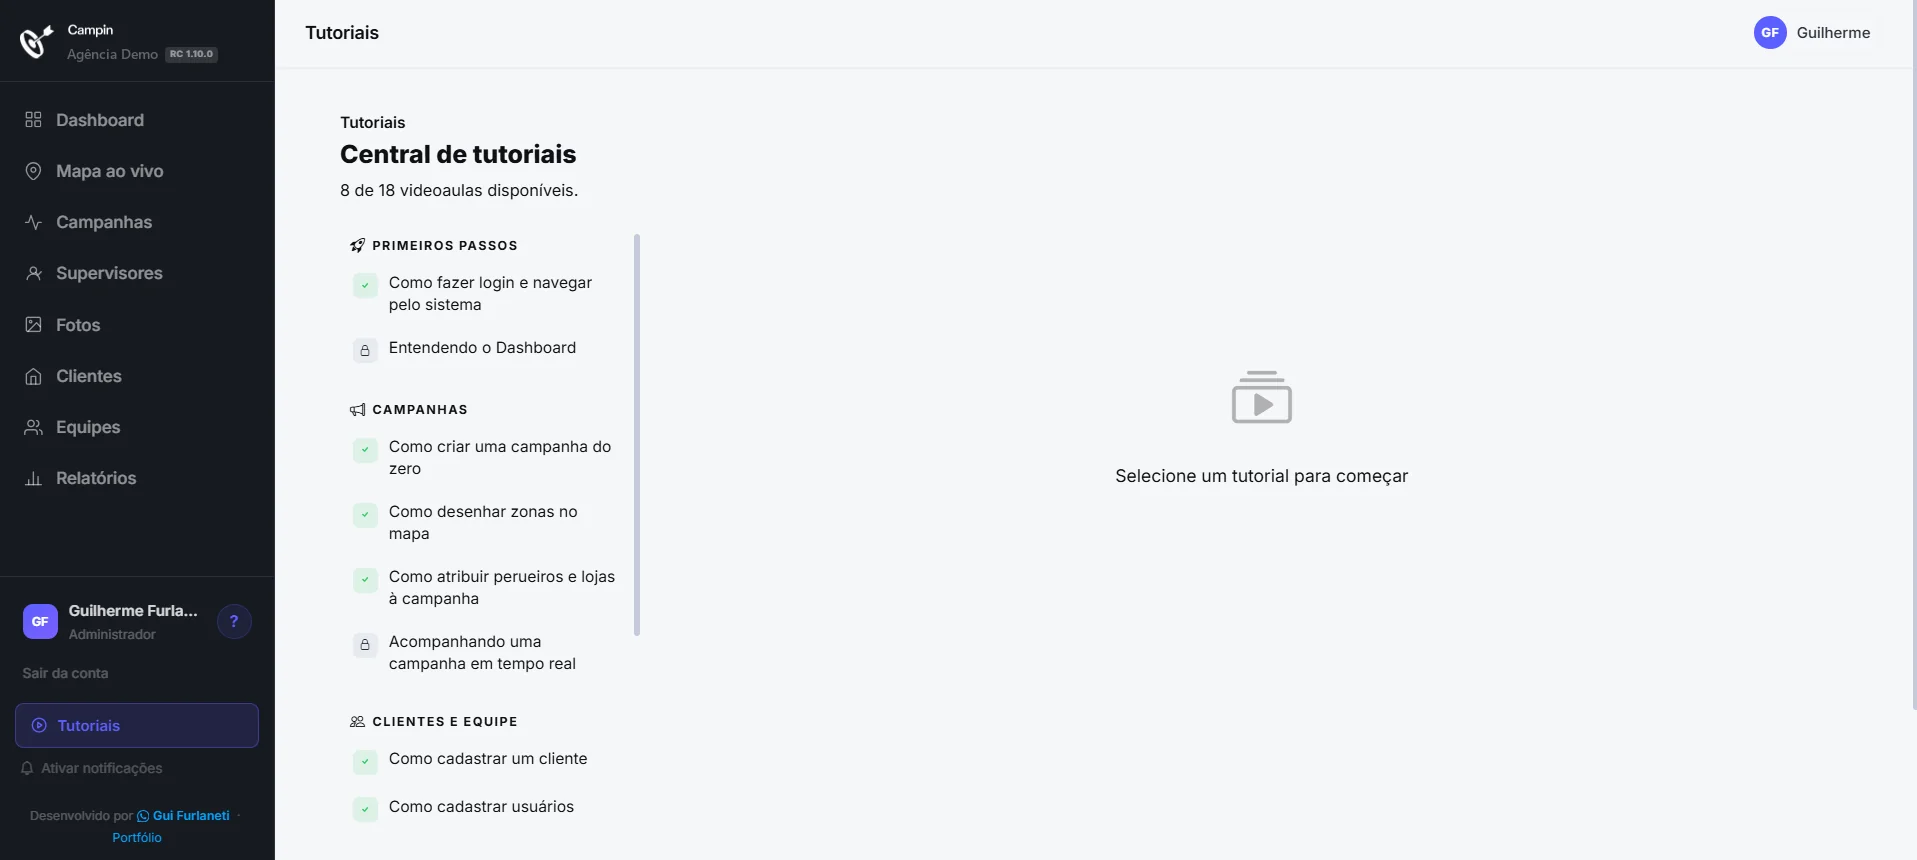 Campin
Agência Demo RC 1.10.0
Dashboard
Mapa ao vivo
Campanhas
Supervisores
Fotos
Clientes
Equipes
Relatórios
GF
Guilherme Furla...
Administrador
?
Sair da conta
Tutoriais
Ativar notificações
Desenvolvido por Gui Furlaneti ·
Portfólio
Tutoriais
GF Guilherme
Tutoriais
Central de tutoriais
8 de 18 videoaulas disponíveis.
PRIMEIROS PASSOS
Como fazer login e navegar
pelo sistema
Entendendo o Dashboard
CAMPANHAS
Como criar uma campanha do
zero
Como desenhar zonas no
mapa
Como atribuir perueiros e lojas
à campanha
Acompanhando uma
campanha em tempo real
CLIENTES E EQUIPE
Como cadastrar um cliente
Como cadastrar usuários
Selecione um tutorial para começar